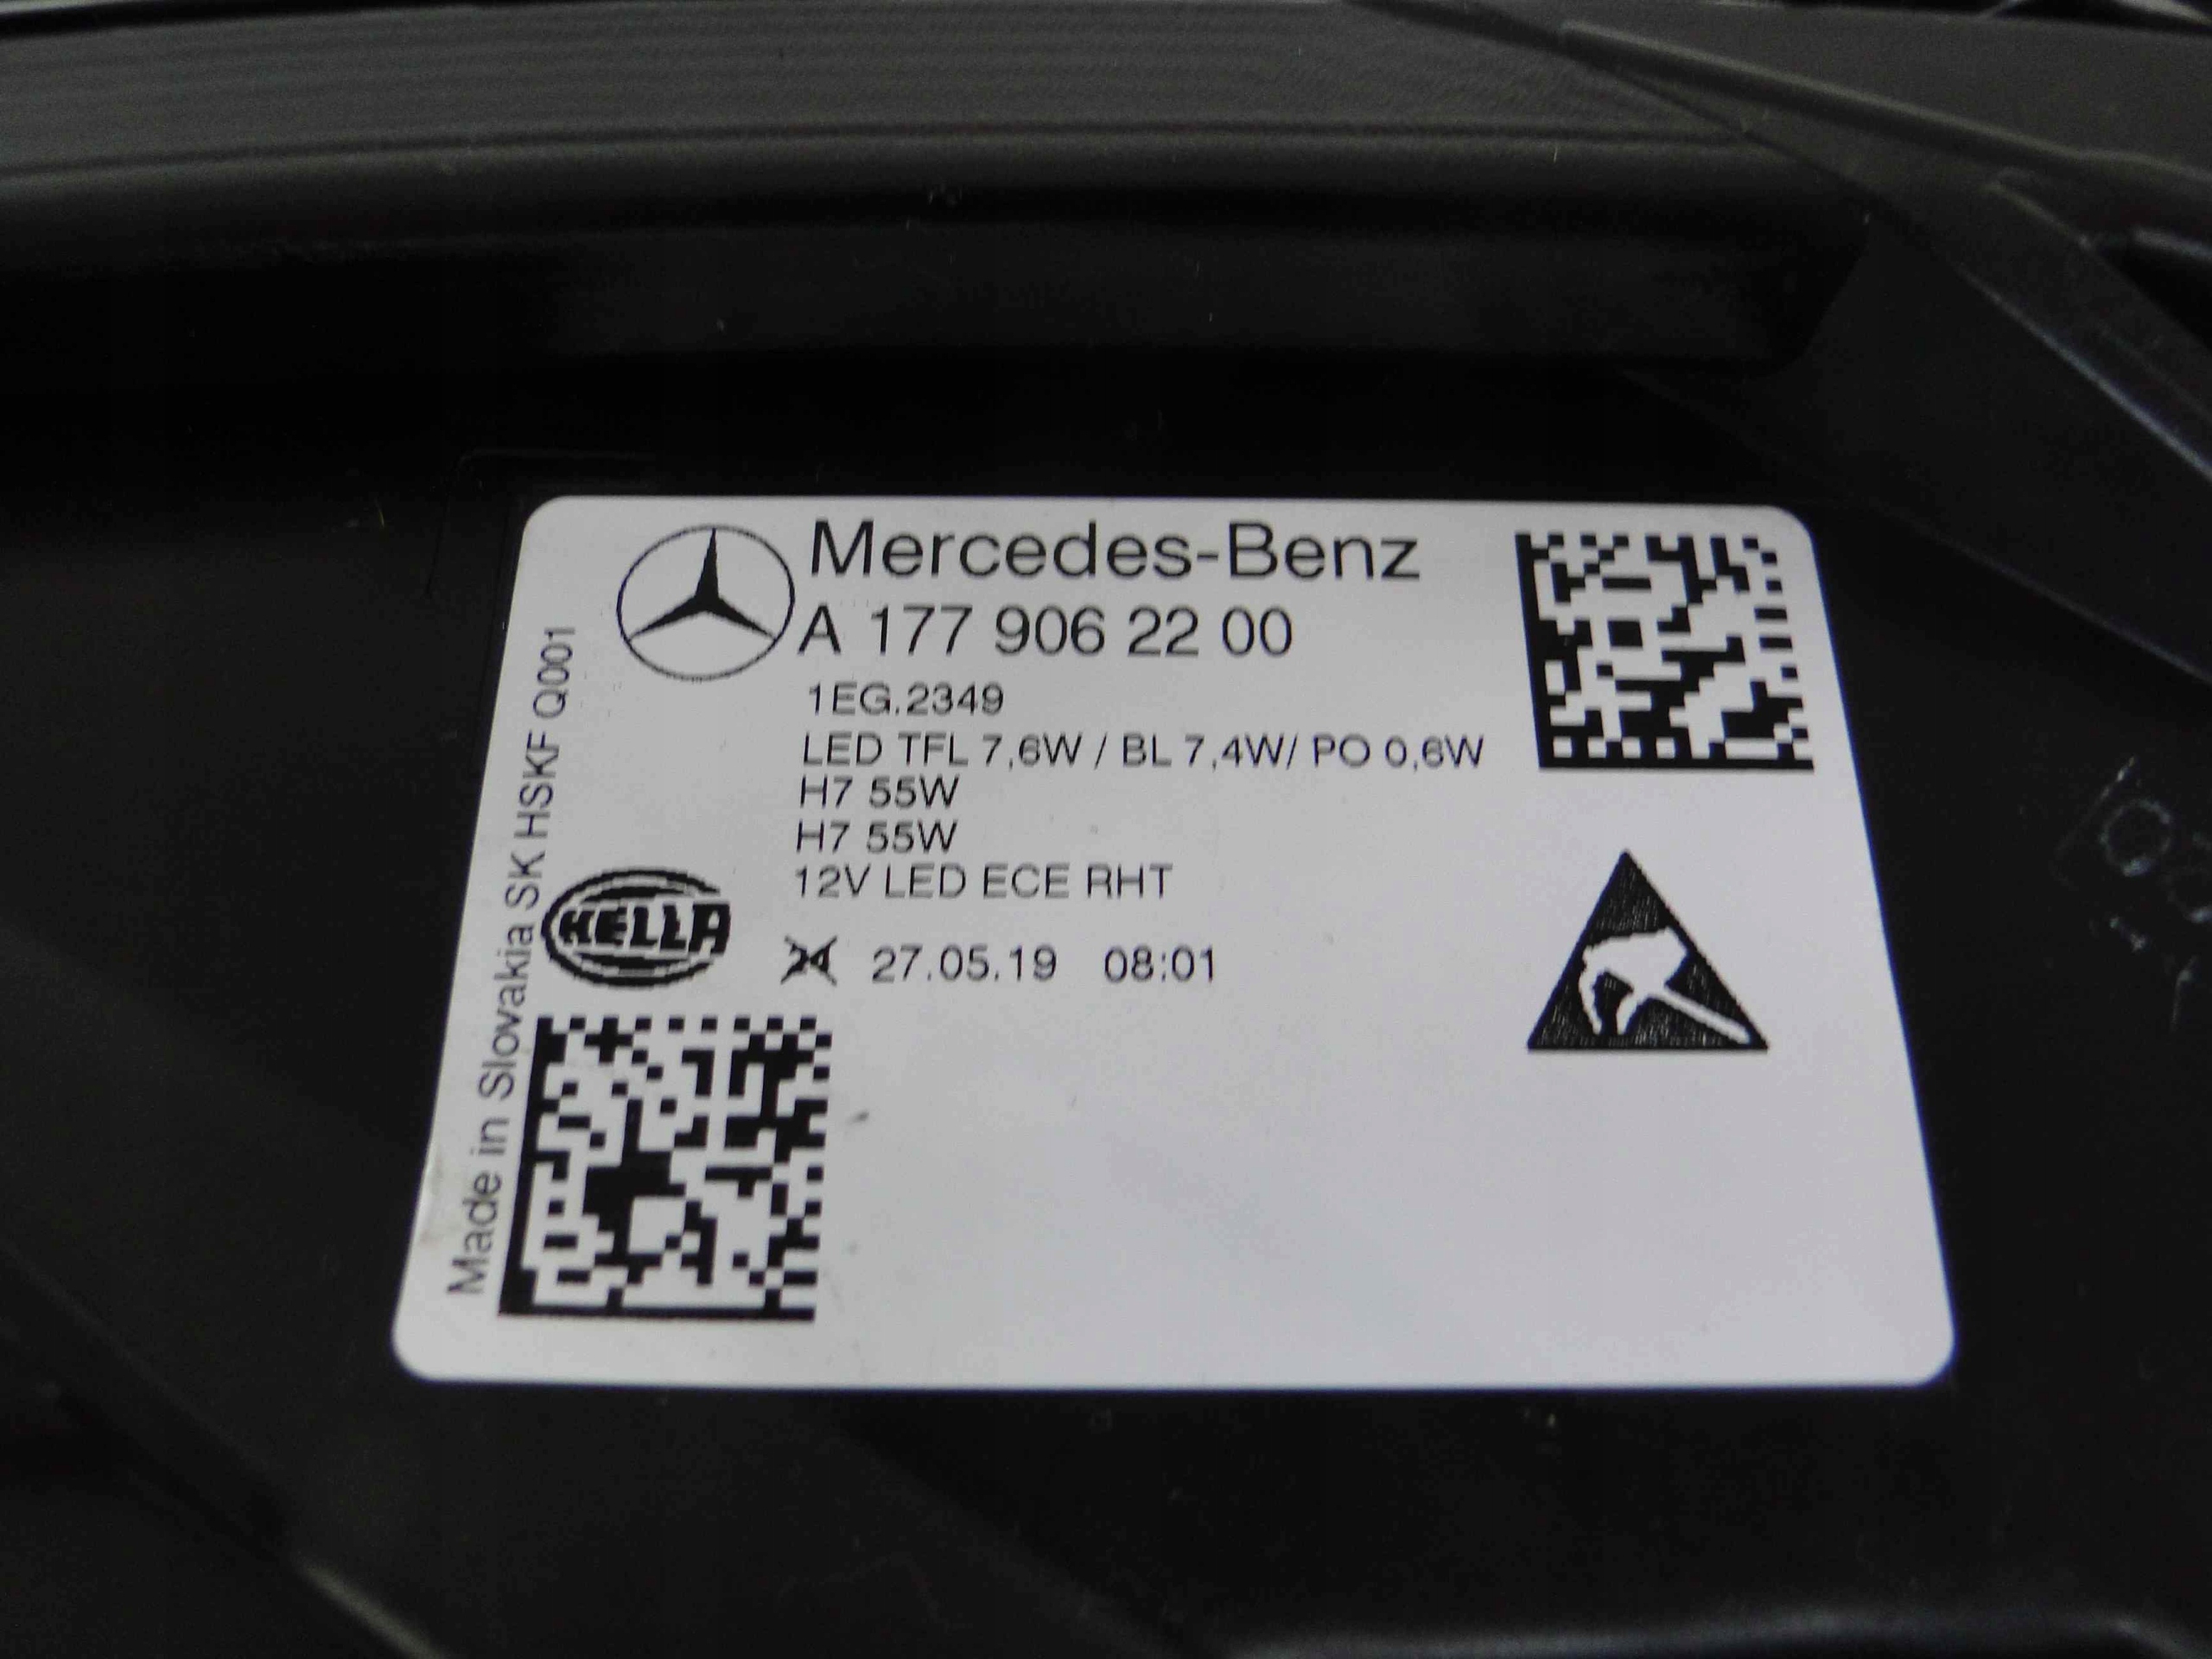 Mercedes-Benz
A 177 906 22 00
1EG.2349
LED TFL 7,6W / BL 7,4W/ PO 0,6W
H7 55W
H7 55W
12V LED ECE RHT
27.05.19 08:01
HELLA
Made in Slovakia SK HSKF Q001